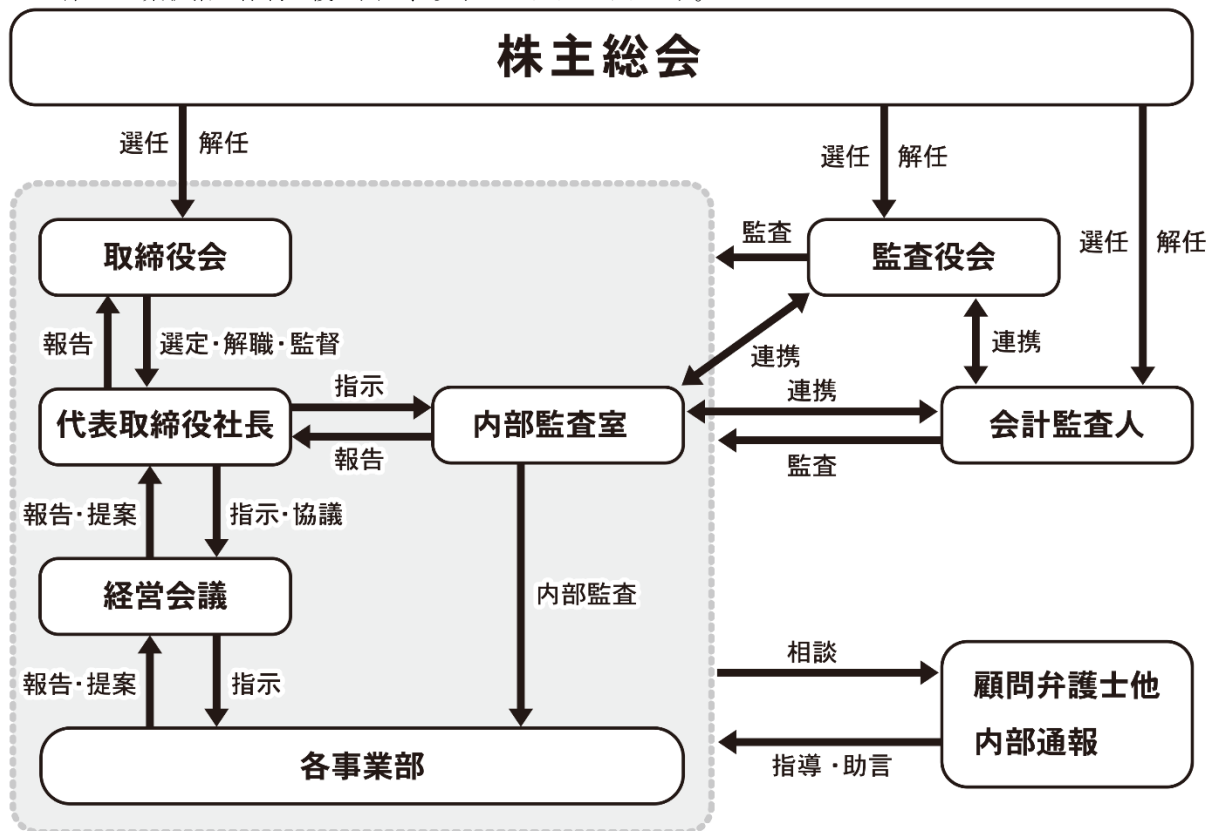 株主総会
選任 解任
選任 解任
選任 解任
取締役会
監査
監査役会
報告
選定・解職・監督
連携
連携
代表取締役社長
指示
報告
内部監査室
連携
監査
会計監査人
報告・提案
指示・協議
経営会議
内部監査
報告・提案
指示
相談
顧問弁護士他
内部通報
指導・助言
各事業部